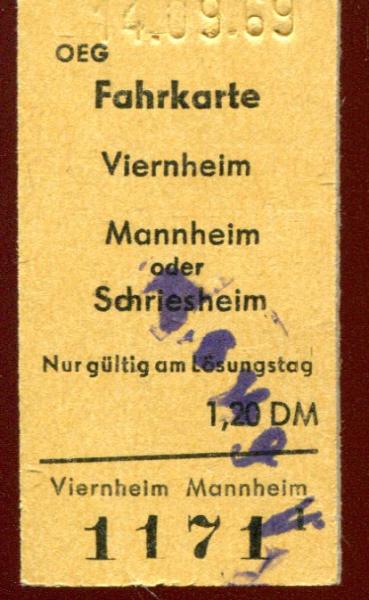 14.09.69
OEG
Fahrkarte
Viernheim
Mannheim
oder
Schriesheim
Nur gültig am Lösungstag
1,20 DM
Viernheim Mannheim
1171 1